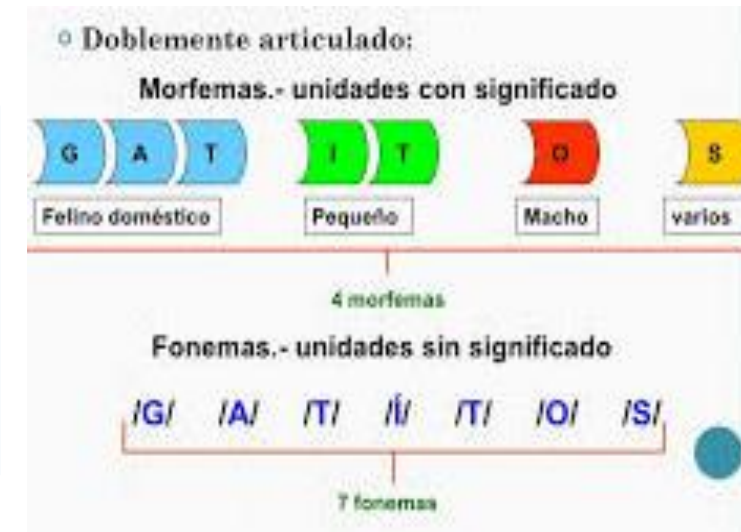 Doblemente articulado:
Morfemas.- unidades con significado
G A T I T O S
Felino doméstico Pequeño Macho varios
4 morfemas
Fonemas.- unidades sin significado
/G/ /A/ /T/ /Í/ /T/ /O/ /S/
7 fonemas